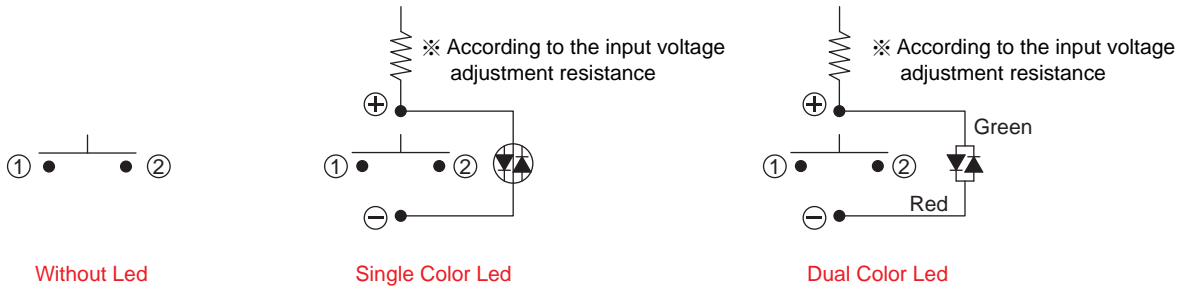 ① ②
Without Led
※ According to the input voltage
adjustment resistance
⊕
① ②
⊖
Single Color Led
※ According to the input voltage
adjustment resistance
⊕
Green
① ②
Red
⊖
Dual Color Led